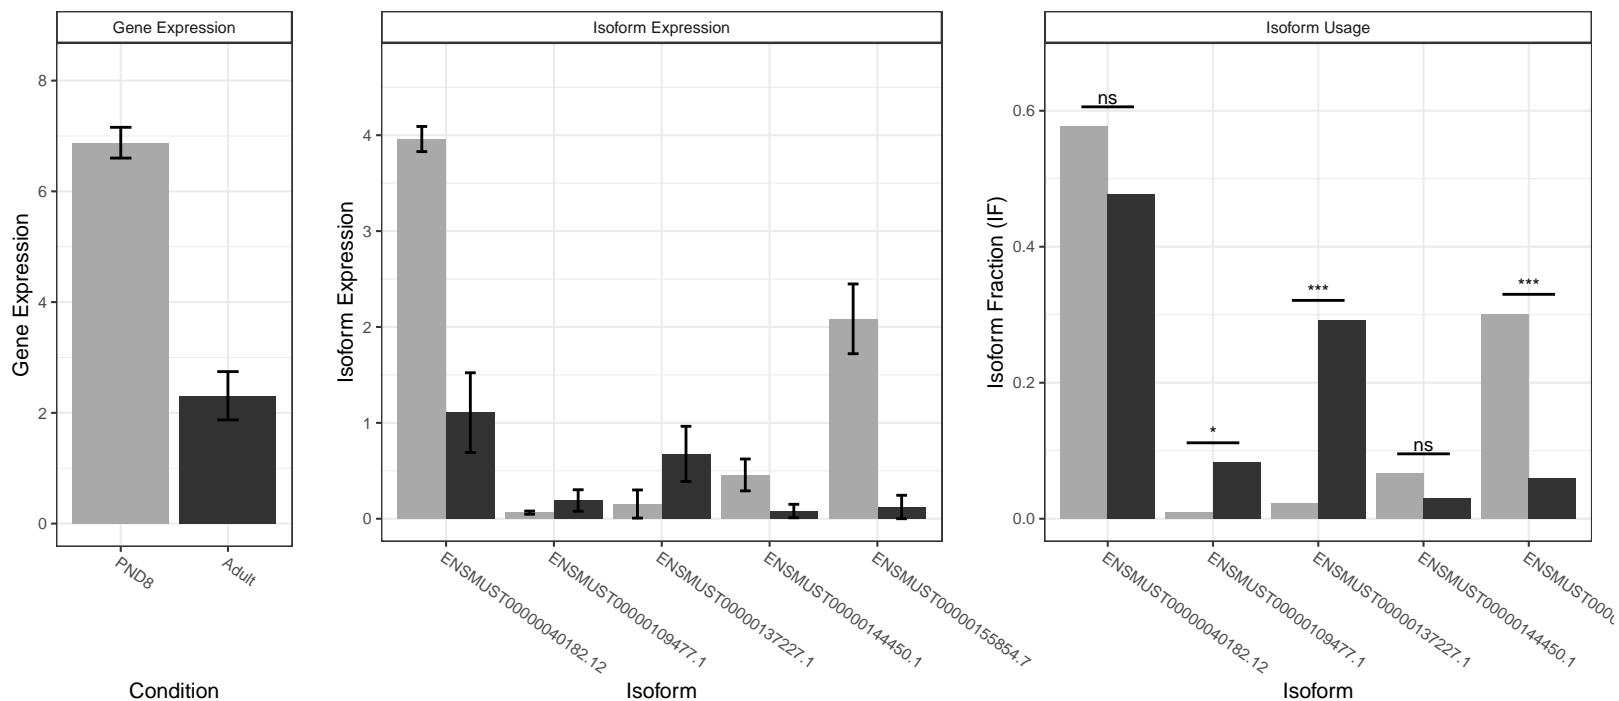 Gene Expression
Isoform Expression
Isoform Usage
Gene Expression
8
6
4
2
0
PND8
Adult
Condition
Isoform Expression
4
3
2
1
0
ENSMUST00000040182.12
ENSMUST00000109477.1
ENSMUST00000137227.1
ENSMUST00000144450.1
ENSMUST00000155854.7
Isoform
Isoform Fraction (IF)
0.6
0.4
0.2
0.0
ns
*
***
ns
***
ENSMUST00000040182.12
ENSMUST00000109477.1
ENSMUST00000137227.1
ENSMUST00000144450.1
Isoform